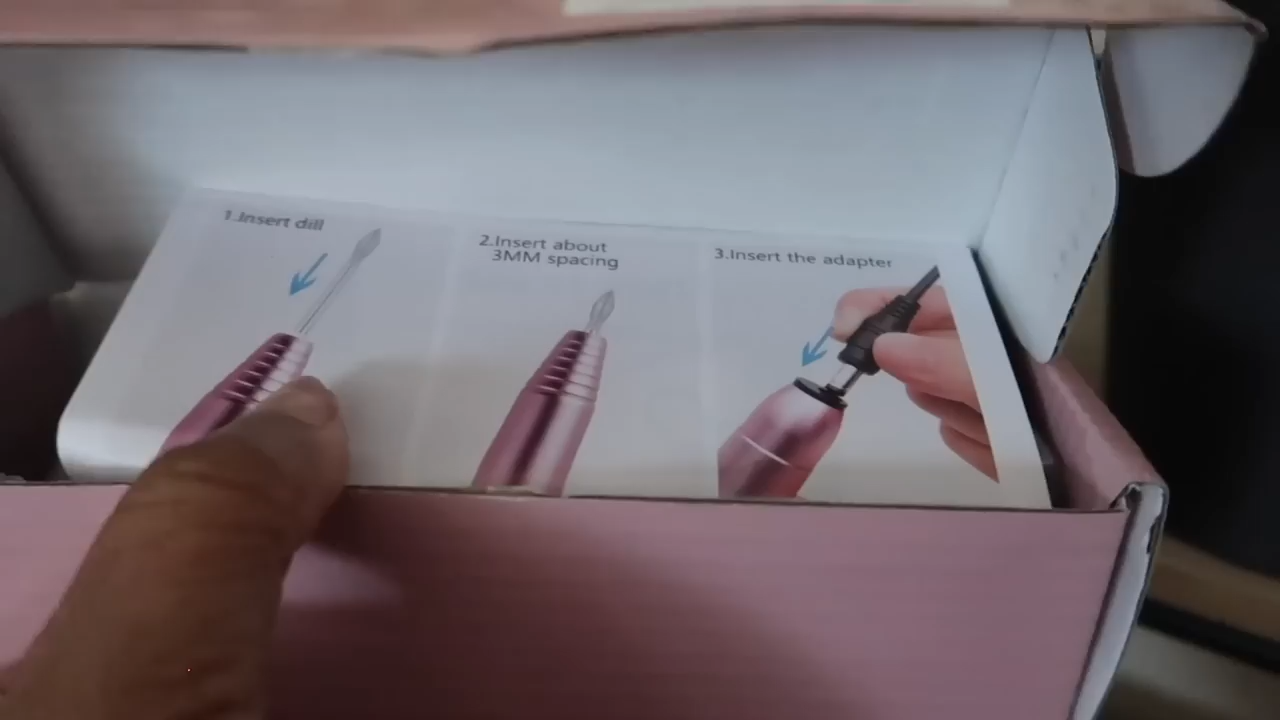 1.Insert dill
2.Insert about
3MM spacing
3.Insert the adapter